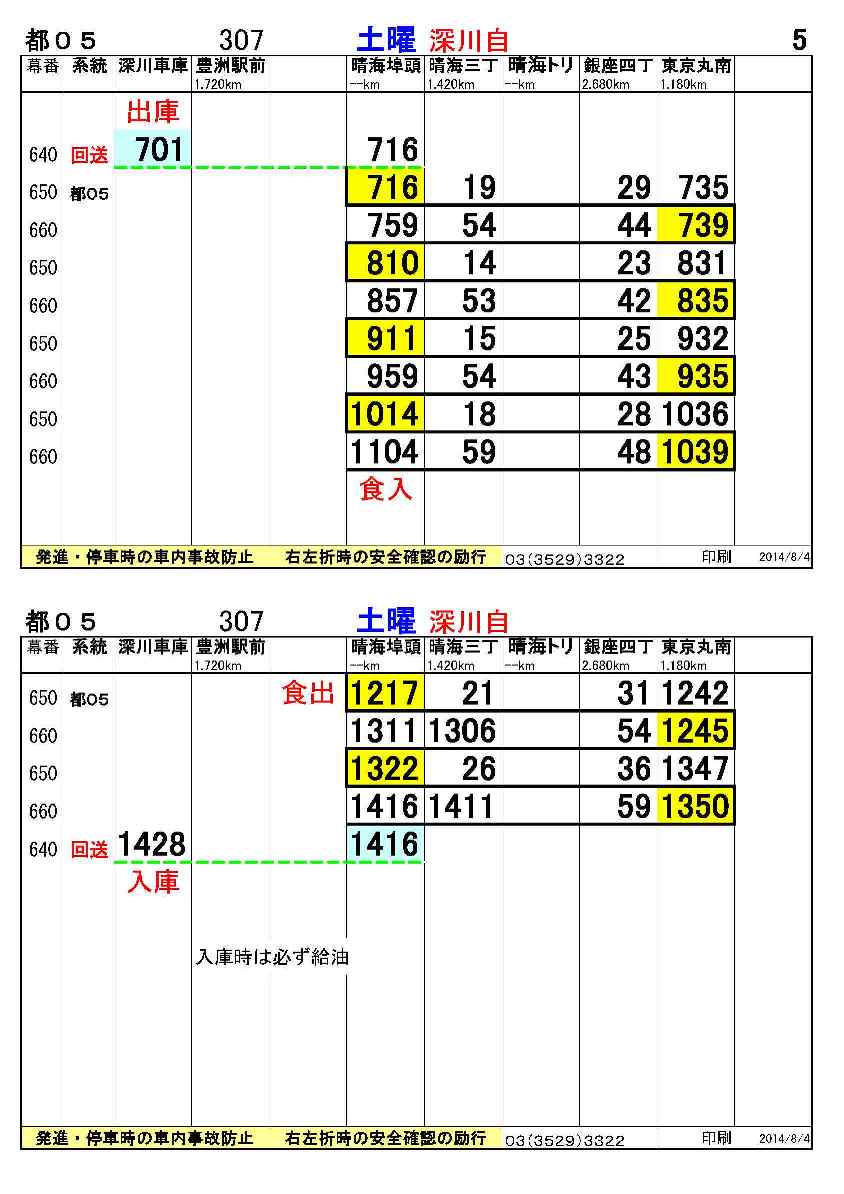 都０５ 307 土曜 深川自 5
幕番 系統 深川車庫 豊洲駅前 晴海埠頭 晴海三丁 晴海トリ 銀座四丁 東京丸南
1.720km --km 1.420km --km 2.680km 1.180km
出庫
640 回送 701 716
650 都05 716 19 29 735
660 759 54 44 739
650 810 14 23 831
660 857 53 42 835
650 911 15 25 932
660 959 54 43 935
650 1014 18 28 1036
660 1104 59 48 1039
食入
発進・停車時の車内事故防止 右左折時の安全確認の励行 03(3529)3322 印刷 2014/8/4
都０５ 307 土曜 深川自
幕番 系統 深川車庫 豊洲駅前 晴海埠頭 晴海三丁 晴海トリ 銀座四丁 東京丸南
1.720km --km 1.420km --km 2.680km 1.180km
650 都05 食出 1217 21 31 1242
660 1311 1306 54 1245
650 1322 26 36 1347
660 1416 1411 59 1350
640 回送 1428 1416
入庫
入庫時は必ず給油
発進・停車時の車内事故防止 右左折時の安全確認の励行 03(3529)3322 印刷 2014/8/4